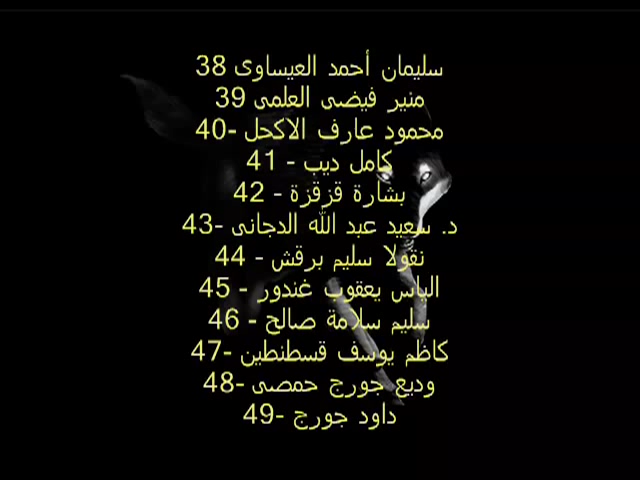 سليمان أحمد العيساوى 38
منير فيضى العلمى 39
محمود عارف الاكحل -40
كامل ديب - 41
بشارة قزقزة - 42
د. سعيد عبد الله الدجانى -43
نقولا سليم برقش - 44
الياس يعقوب غندور - 45
سليم سلامة صالح - 46
كاظم يوسف قسطنطين -47
وديع جورج حمصى -48
داود جورج -49